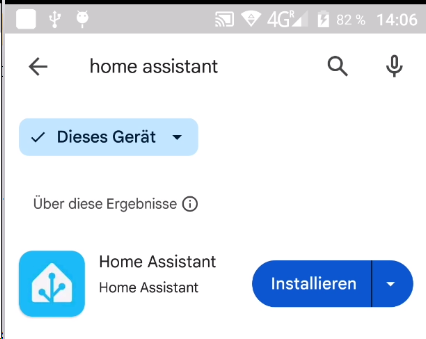 4G R 82 % 14:06
home assistant
Dieses Gerät
Über diese Ergebnisse
Home Assistant
Home Assistant
Installieren